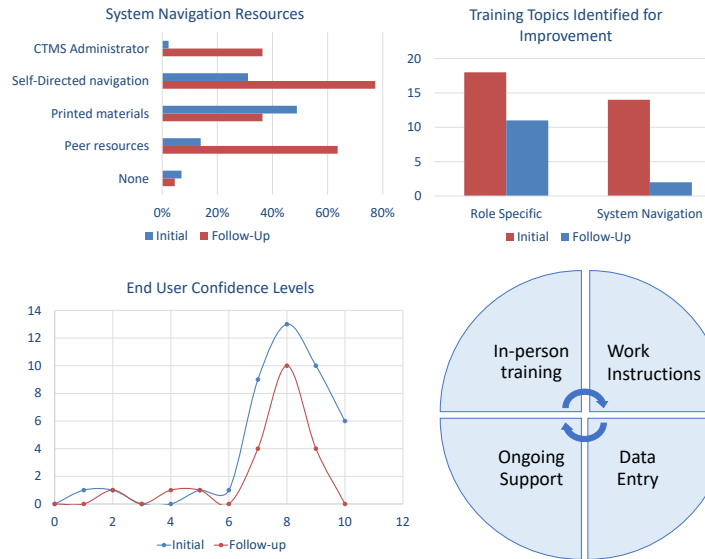 System Navigation Resources
CTMS Administrator
Self-Directed navigation
Printed materials
Peer resources
None
0% 20% 40% 60% 80%
Initial Follow-Up
Training Topics Identified for
Improvement
20
15
10
5
0
Role Specific System Navigation
Initial Follow-Up
End User Confidence Levels
14
12
10
8
6
4
2
0
0 2 4 6 8 10 12
Initial Follow-up
In-person
training
Work
Instructions
Ongoing
Support
Data
Entry